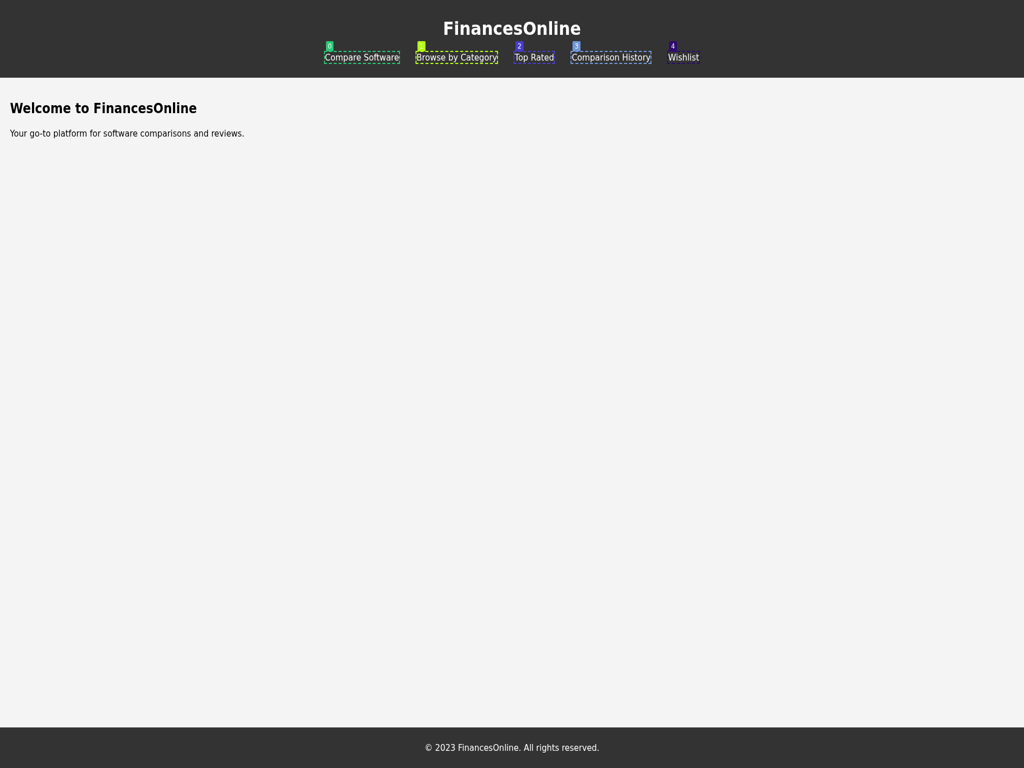 FinancesOnline
0 1 2 3 4
Compare Software Browse by Category Top Rated Comparison History Wishlist
Welcome to FinancesOnline
Your go-to platform for software comparisons and reviews.
© 2023 FinancesOnline. All rights reserved.